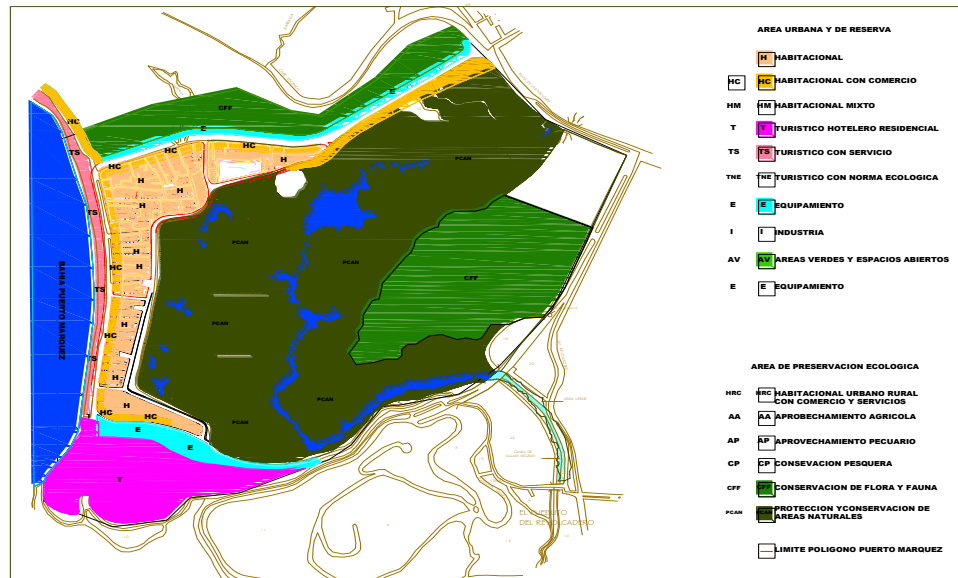 AREA URBANA Y DE RESERVA
H HABITACIONAL
HC HC HABITACIONAL CON COMERCIO
HM HM HABITACIONAL MIXTO
T T TURISTICO HOTELERO RESIDENCIAL
TS TS TURISTICO CON SERVICIO
TNE TNE TURISTICO CON NORMA ECOLOGICA
E E EQUIPAMIENTO
I I INDUSTRIA
AV AV AREAS VERDES Y ESPACIOS ABIERTOS
E E EQUIPAMIENTO
AREA DE PRESERVACION ECOLOGICA
HRC HRC HABITACIONAL URBANO RURAL
CON COMERCIO Y SERVICIOS
AA AA APROBECHAMIENTO AGRICOLA
AP AP APROVECHAMIENTO PECUARIO
CP CP CONSEVACION PESQUERA
CFF CFF CONSERVACION DE FLORA Y FAUNA
PCAN PCAN PROTECCION YCONSERVACION DE
AREAS NATURALES
LIMITE POLIGONO PUERTO MARQUEZ
E
CFF
HC
E
TS
HC
HC
HC
H
PCAN
H
H
H
TS
H
PCAN
H
PCAN
BAHIA PUERTO MARQUEZ
HC
H
CFF
TS
H
PCAN
HC
TS
H
H
PCAN
HC
HC
PCAN
E
E
T
EL PUEBLITO
DEL REVOLCADERO